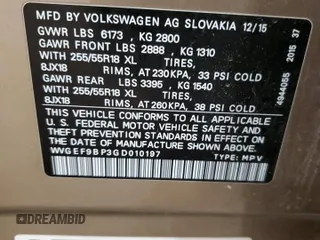 MFD BY VOLKSWAGEN AG SLOVAKIA 12/15
GVWR LBS 6173 , KG 2800
GAWR FRONT LBS 2888 , KG 1310
WITH 255/55R18 XL TIRES,
8JX18 RIMS, AT 230KPA, 33 PSI COLD
GAWR REAR LBS 3395 , KG 1540
WITH 255/55R18 XL TIRES,
8JX18 RIMS, AT 260KPA, 38 PSI COLD
THIS VEHICLE CONFORMS TO ALL APPLICABLE
U.S. FEDERAL MOTOR VEHICLE SAFETY AND
THEFT PREVENTION STANDARDS IN EFFECT
ON THE DATE OF MANUFACTURE SHOWN ABOVE.
WVGEF9BP3GD010197 TYPE: MPV
4944055 2015 37
DREAMBID